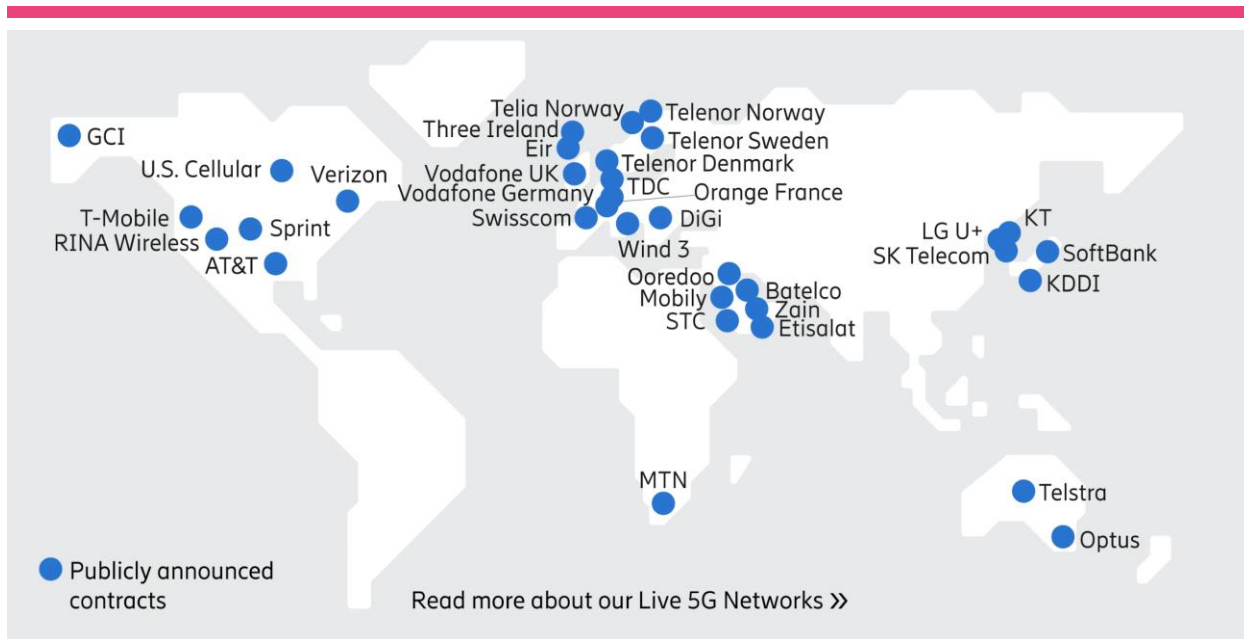 GCI
U.S. Cellular
Verizon
T-Mobile
RINA Wireless
Sprint
AT&T
Telia Norway
Telenor Norway
Three Ireland
Telenor Sweden
Eir
Telenor Denmark
Vodafone UK
TDC
Vodafone Germany
Orange France
Swisscom
DiGi
Wind 3
Ooredoo
Batelco
Mobily
Zain
STC
Etisalat
KT
LG U+
SK Telecom
SoftBank
KDDI
MTN
Telstra
Optus
Publicly announced
contracts
Read more about our Live 5G Networks »